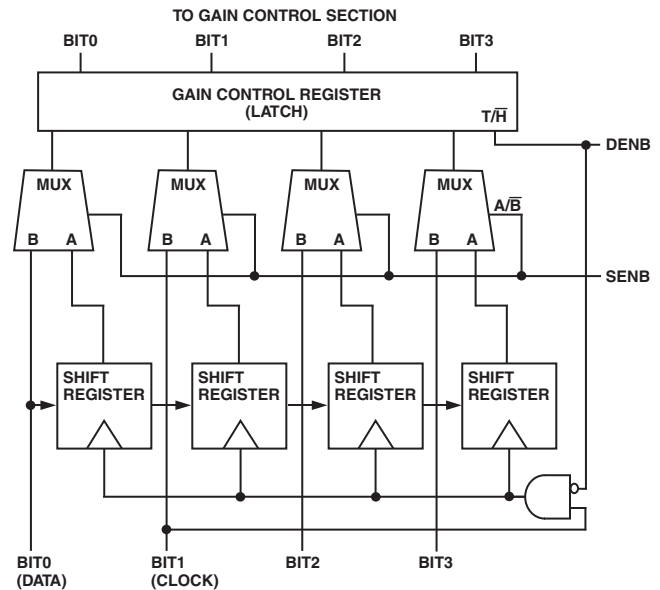 TO GAIN CONTROL SECTION
BIT0 BIT1 BIT2 BIT3
GAIN CONTROL REGISTER
(LATCH)
T/H̅
DENB
MUX MUX MUX MUX
A/B̅
B A B A B A B A
SENB
SHIFT REGISTER
SHIFT REGISTER
SHIFT REGISTER
SHIFT REGISTER
BIT0
(DATA)
BIT1
(CLOCK)
BIT2
BIT3